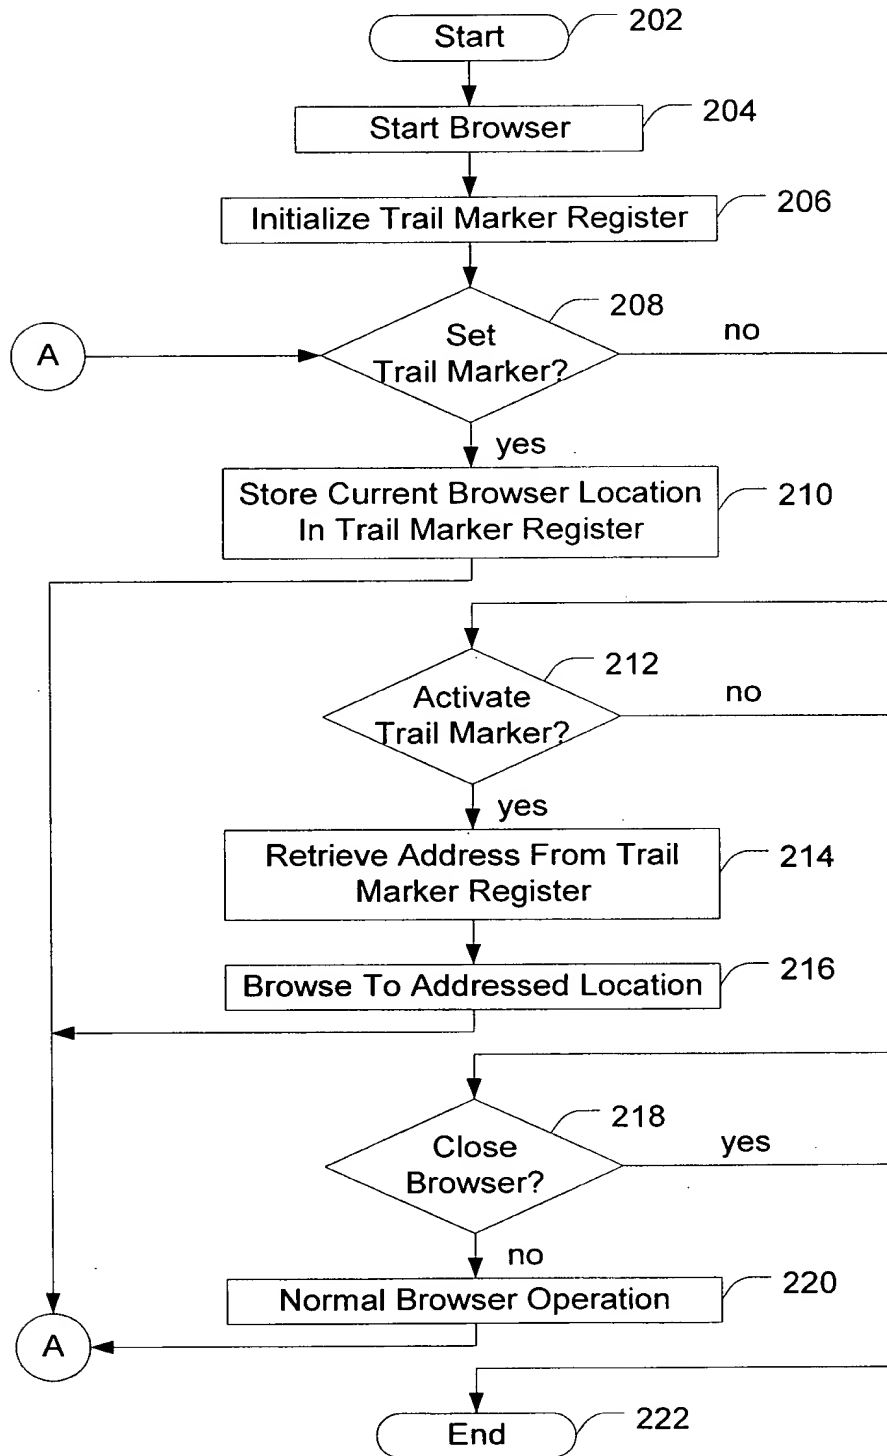 Start
202
Start Browser
204
Initialize Trail Marker Register
206
Set
Trail Marker?
208
no
A
yes
Store Current Browser Location
In Trail Marker Register
210
Activate
Trail Marker?
212
no
yes
Retrieve Address From Trail
Marker Register
214
Browse To Addressed Location
216
Close
Browser?
218
yes
no
Normal Browser Operation
220
A
End
222